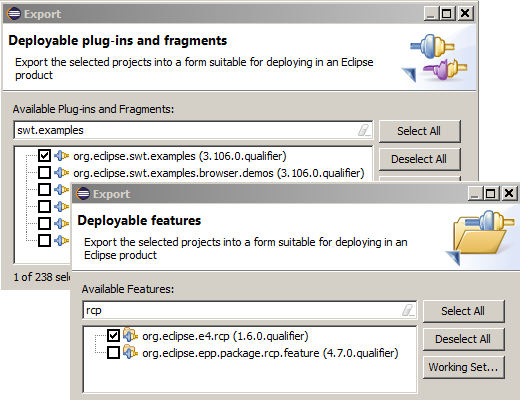 Export
Deployable plug-ins and fragments
Export the selected projects into a form suitable for deploying in an Eclipse
product
Available Plug-ins and Fragments:
swt.examples
Select All
org.eclipse.swt.examples (3.106.0.qualifier)
Deselect All
org.eclipse.swt.examples.browser.demos (3.106.0.qualifier)
1 of 238
Export
Deployable features
Export the selected projects into a form suitable for deploying in an
Eclipse product
Available Features:
rcp
Select All
org.eclipse.e4.rcp (1.6.0.qualifier)
Deselect All
org.eclipse.epp.package.rcp.feature (4.7.0.qualifier)
Working Set...